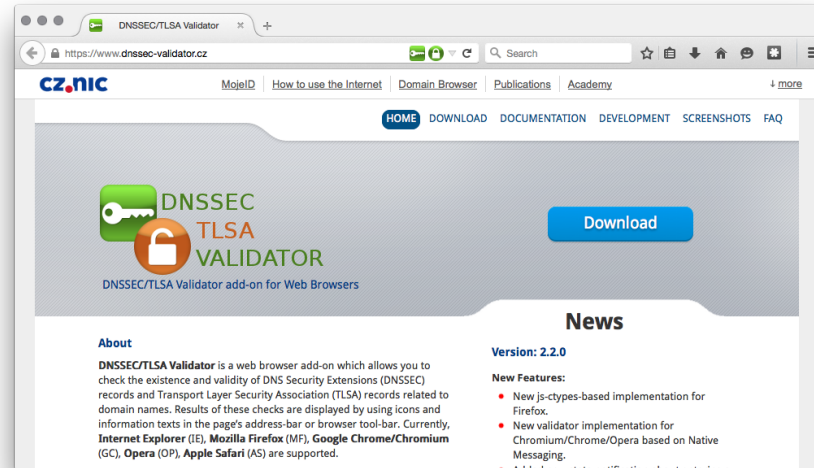 DNSSEC/TLSA Validator
https://www.dnssec-validator.cz
Search
CZ.NIC
MojeID How to use the Internet Domain Browser Publications Academy
↓ more
HOME DOWNLOAD DOCUMENTATION DEVELOPMENT SCREENSHOTS FAQ
DNSSEC
TLSA
VALIDATOR
DNSSEC/TLSA Validator add-on for Web Browsers
Download
About
DNSSEC/TLSA Validator is a web browser add-on which allows you to
check the existence and validity of DNS Security Extensions (DNSSEC)
records and Transport Layer Security Association (TLSA) records related to
domain names. Results of these checks are displayed by using icons and
information texts in the page's address-bar or browser tool-bar. Currently,
Internet Explorer (IE), Mozilla Firefox (MF), Google Chrome/Chromium
(GC), Opera (OP), Apple Safari (AS) are supported.
News
Version: 2.2.0
New Features:
New js-ctypes-based implementation for
Firefox.
New validator implementation for
Chromium/Chrome/Opera based on Native
Messaging.